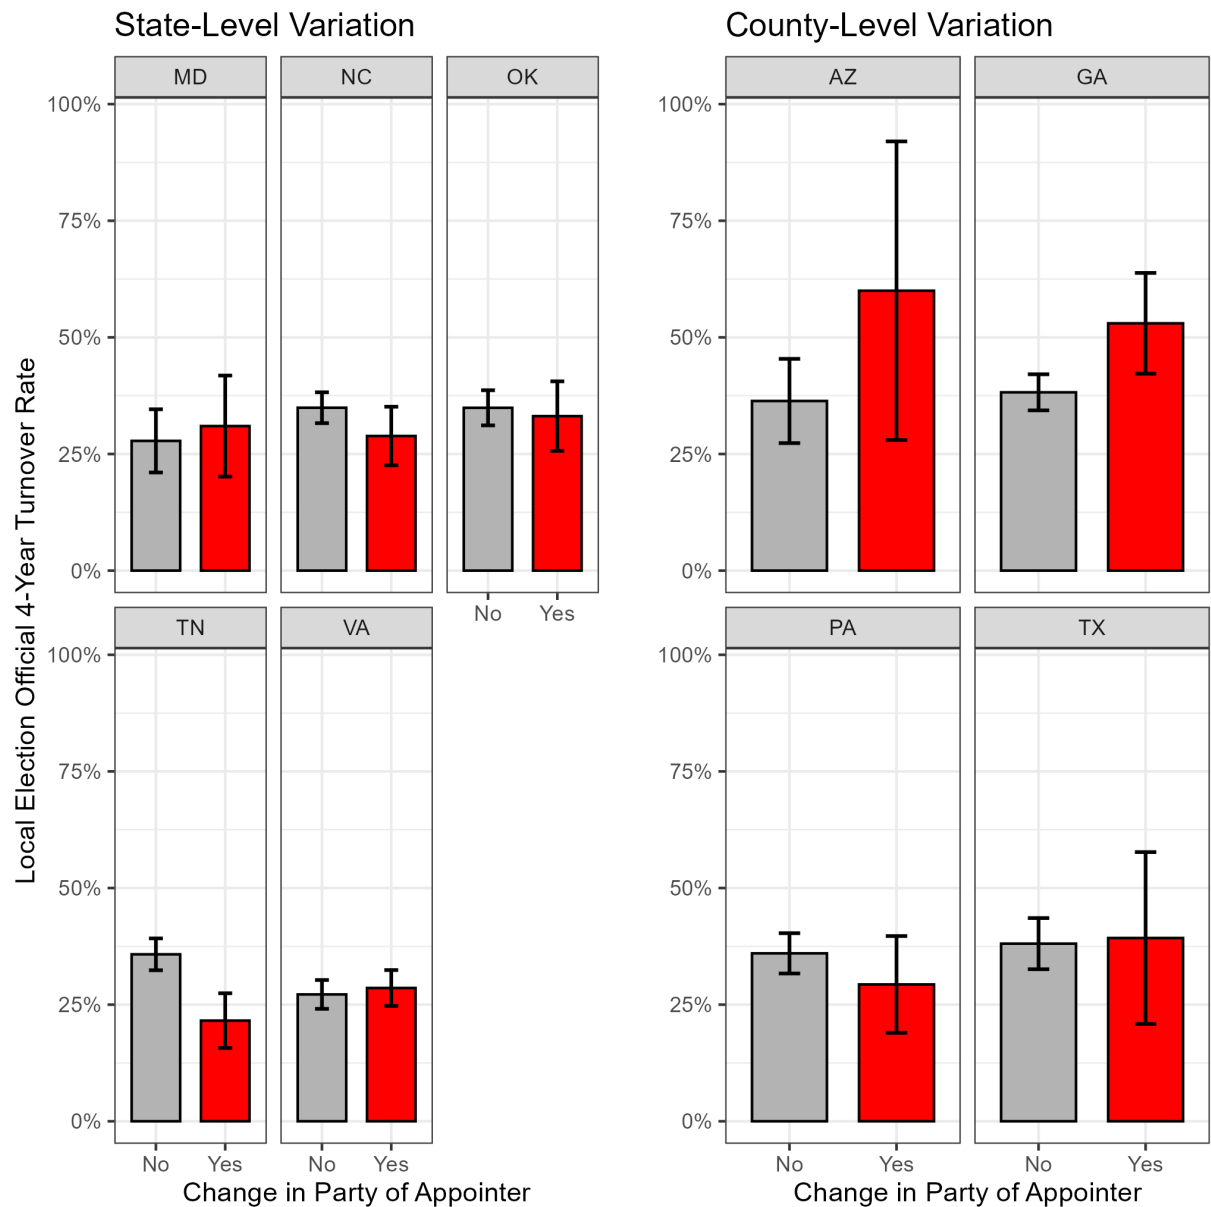 State-Level Variation
County-Level Variation
MD NC OK
AZ GA
100%
75%
50%
25%
0%
100%
75%
50%
25%
0%
No Yes
TN VA
PA TX
100%
75%
50%
25%
0%
100%
75%
50%
25%
0%
No Yes No Yes
No Yes No Yes
Change in Party of Appointer
Change in Party of Appointer
Local Election Official 4-Year Turnover Rate